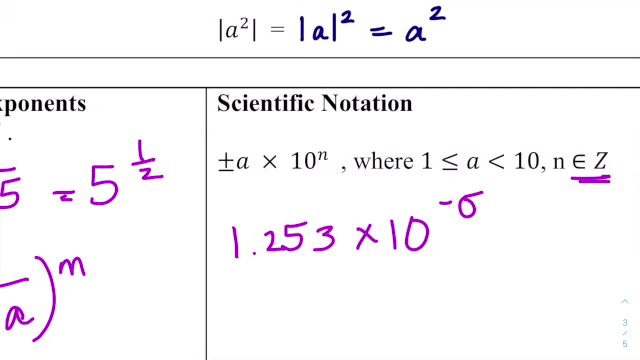 |a²| = |a|² = a²
xponents
Scientific Notation
±a × 10ⁿ , where 1 ≤ a < 10, n ∈ Z
5 = 5^(1/2)
1.253 × 10^-σ
a)^m
3
/
5